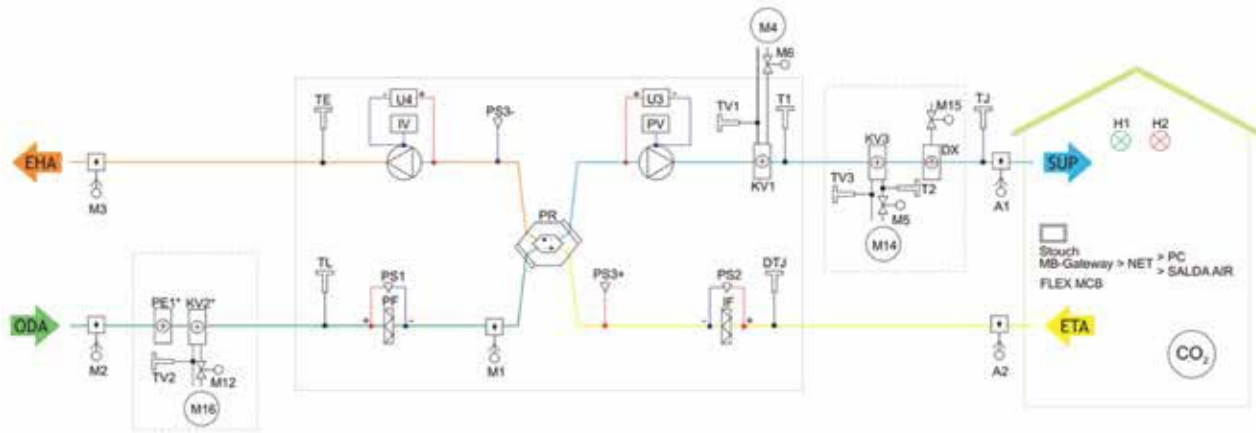 M4
M6
TE
U4
IV
PS3-
U3
PV
TV1
T1
M15
TJ
H1 H2
EHA
M3
KV1
KV3
DX
TV3
T2
M5
M14
A1
SUP
PR
Stouch
MB-Gateway > NET > PC
> SALDA AIR
FLEX MCB
TL
PS1
PF
PS3+
PS2
IF
DTJ
PE1* KV2*
ODA
M2
TV2
M12
M16
M1
A2
ETA
CO₂